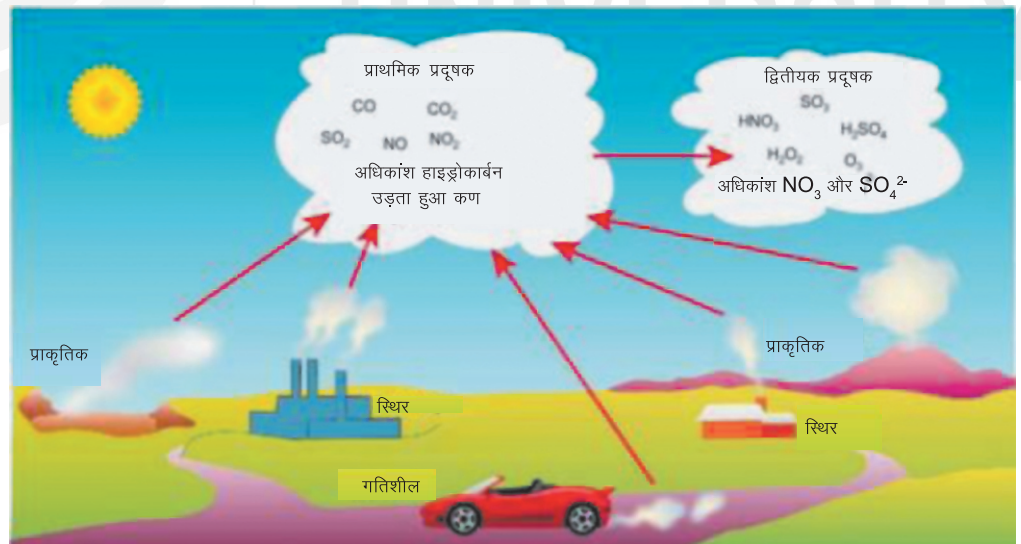 प्राथमिक प्रदूषक
CO CO₂
SO₂ NO NO₂
अधिकांश हाइड्रोकार्बन
उड़ता हुआ कण
द्वितीयक प्रदूषक
SO₃
HNO₃ H₂SO₄
H₂O₂ O₃
अधिकांश NO₃ और SO₄²⁻
प्राकृतिक
प्राकृतिक
स्थिर
स्थिर
गतिशील